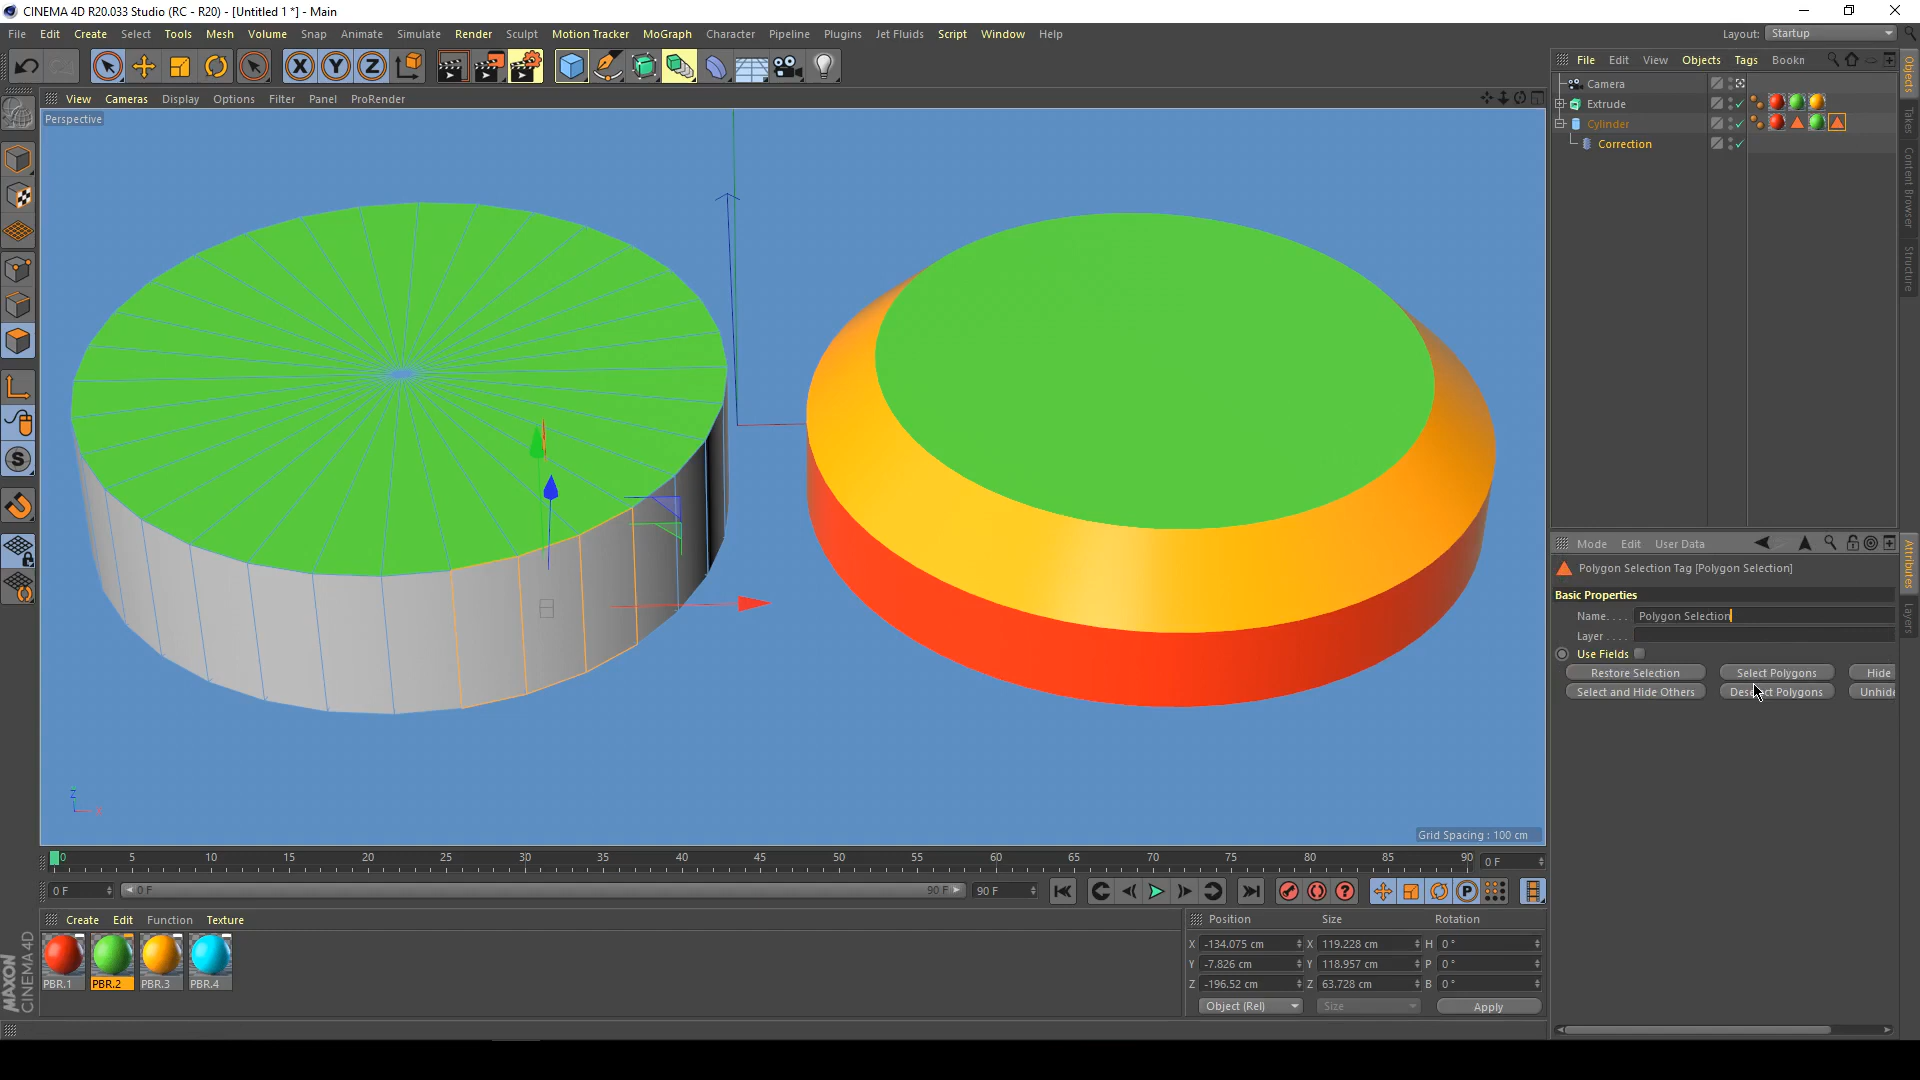 CINEMA 4D R20.033 Studio (RC - R20) - [Untitled 1 *] - Main
File Edit Create Select Tools Mesh Volume Snap Animate Simulate Render Sculpt Motion Tracker MoGraph Character Pipeline Plugins Jet Fluids Script Window Help
Layout: Startup
X Y Z
View Cameras Display Options Filter Panel ProRender
File Edit View Objects Tags Bookn
Camera
Extrude
Cylinder
Correction
Objects
Takes
Content Browser
Structure
Perspective
Z
X
Grid Spacing : 100 cm
Mode Edit User Data
Attributes
Layers
Polygon Selection Tag [Polygon Selection]
Basic Properties
Name. . . . Polygon Selection
Layer . . . .
Use Fields
Restore Selection Select Polygons Hide
Select and Hide Others Deselect Polygons Unhide
0 5 10 15 20 25 30 35 40 45 50 55 60 65 70 75 80 85 90 0 F
0 F 0 F 90 F 90 F
P
Create Edit Function Texture
PBR.1 PBR.2 PBR.3 PBR.4
MAXON
CINEMA 4D
Position Size Rotation
X -134.075 cm X 119.228 cm H 0 °
Y -7.826 cm Y 118.957 cm P 0 °
Z -196.52 cm Z 63.728 cm B 0 °
Object (Rel) Size Apply